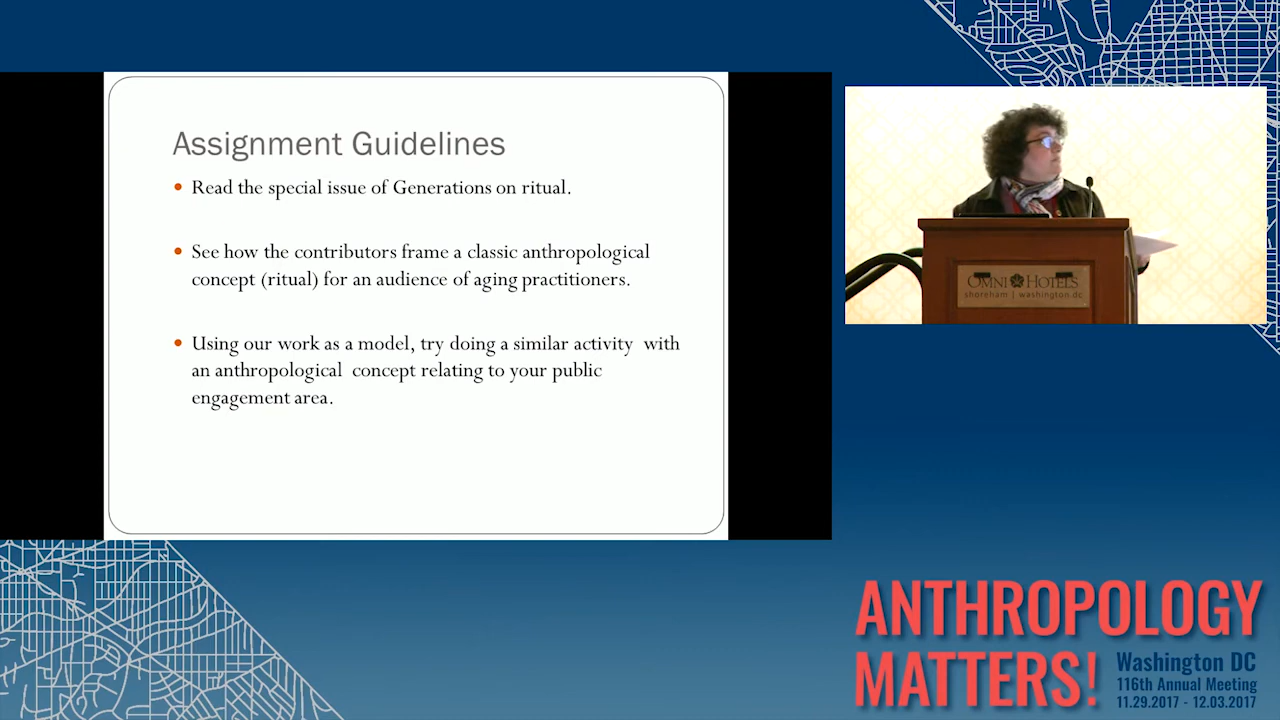 Assignment Guidelines
• Read the special issue of Generations on ritual.
• See how the contributors frame a classic anthropological
concept (ritual) for an audience of aging practitioners.
• Using our work as a model, try doing a similar activity with
an anthropological concept relating to your public
engagement area.
OMNI HOTELS
shoreham | washington.dc
ANTHROPOLOGY
MATTERS!
Washington DC
116th Annual Meeting
11.29.2017 - 12.03.2017